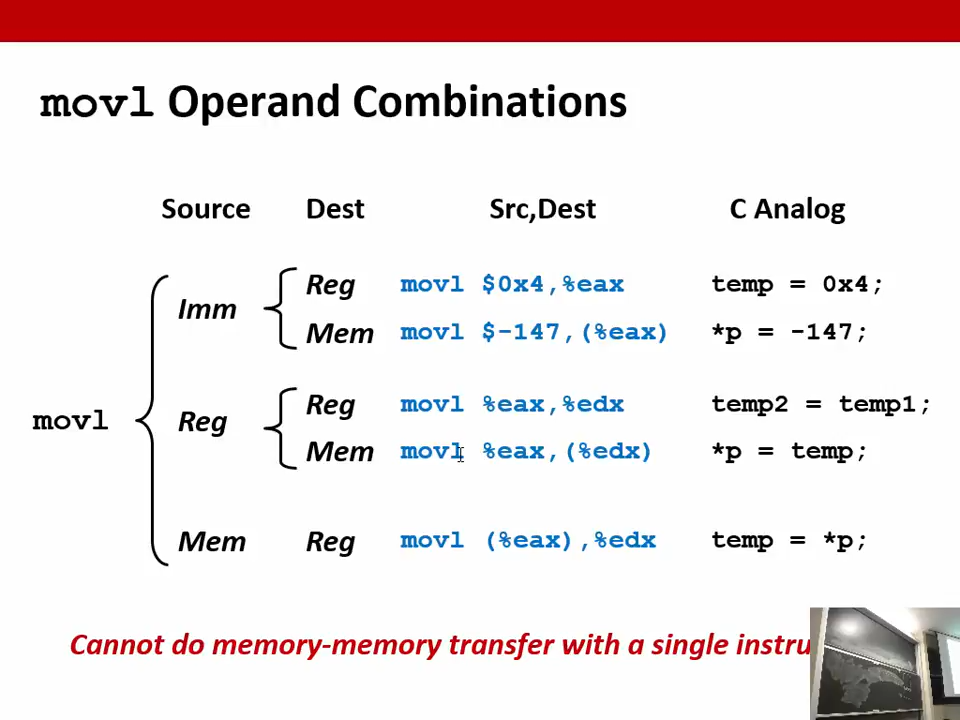 movl Operand Combinations
Source Dest Src,Dest C Analog
Imm
Reg movl $0x4,%eax temp = 0x4;
Mem movl $-147,(%eax) *p = -147;
movl
Reg
Reg movl %eax,%edx temp2 = temp1;
Mem movl %eax,(%edx) *p = temp;
Mem Reg movl (%eax),%edx temp = *p;
Cannot do memory-memory transfer with a single instru